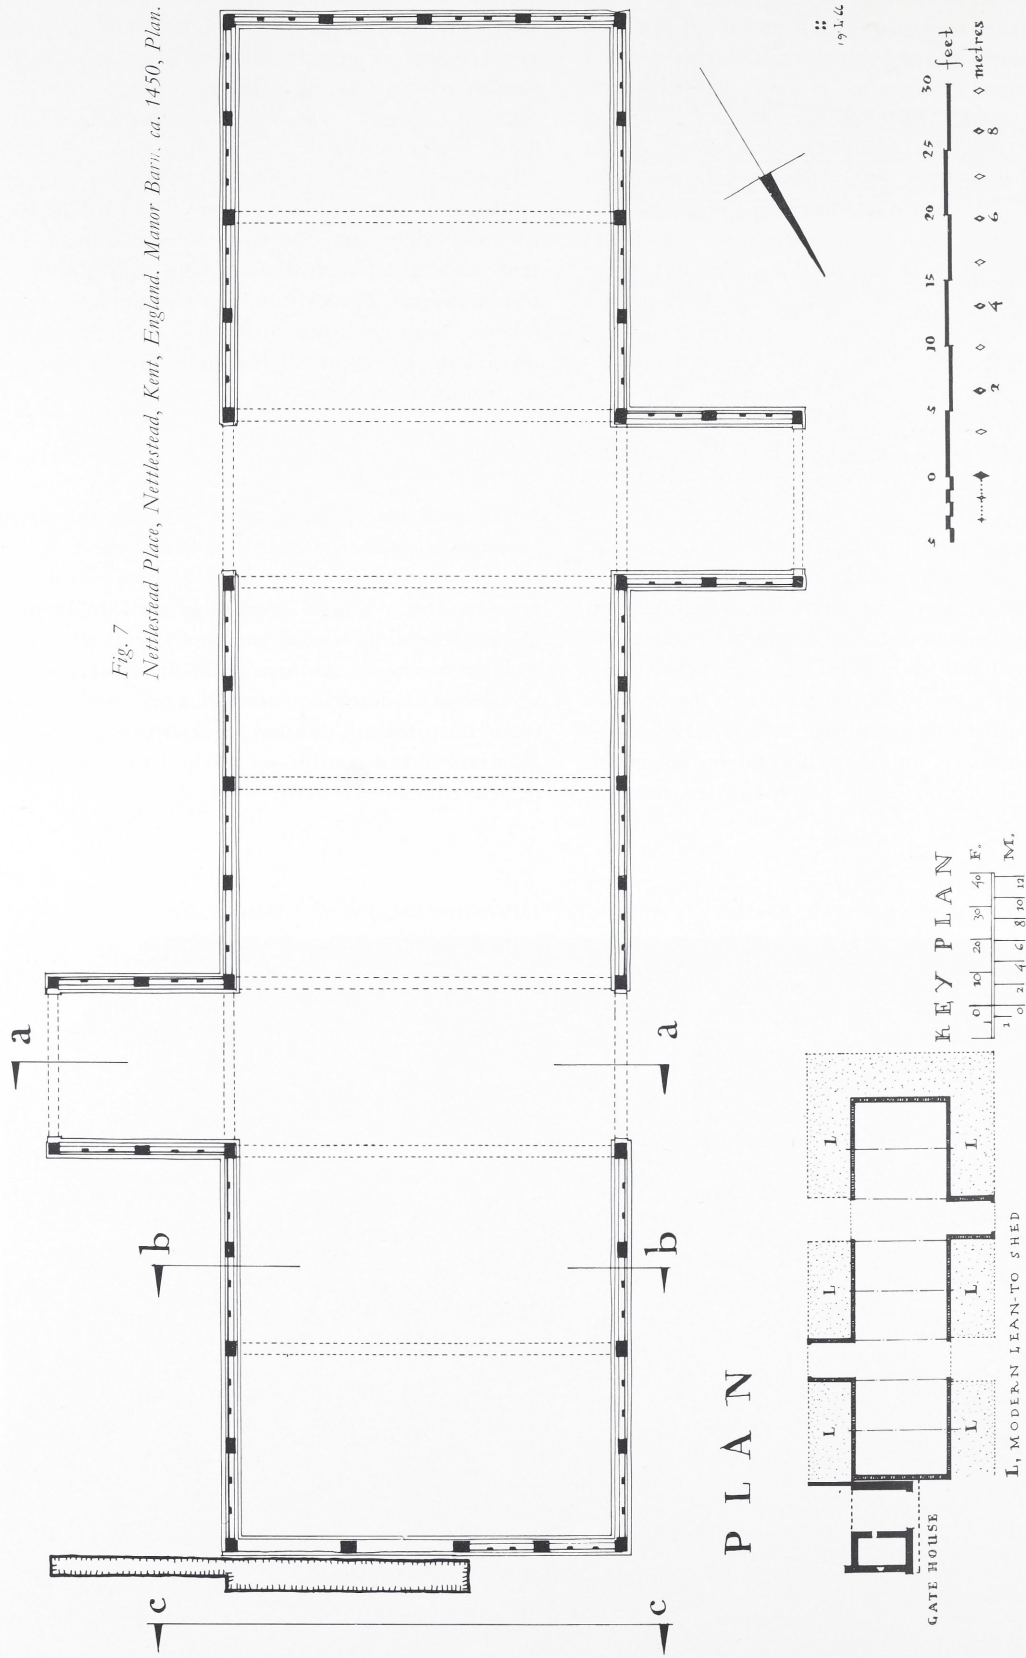 Fig. 7
Nettlestead Place, Nettlestead, Kent, England. Manor Barn. ca. 1450, Plan.
a
a
b
b
c
c
PLAN
5 0 5 10 15 20 25 30 feet
2 4 6 8 metres
KEY PLAN
0 10 20 30 40 F.
1 0 2 4 6 8 10 12 M.
L L L
L L L
GATE HOUSE
L, MODERN LEAN-TO SHED